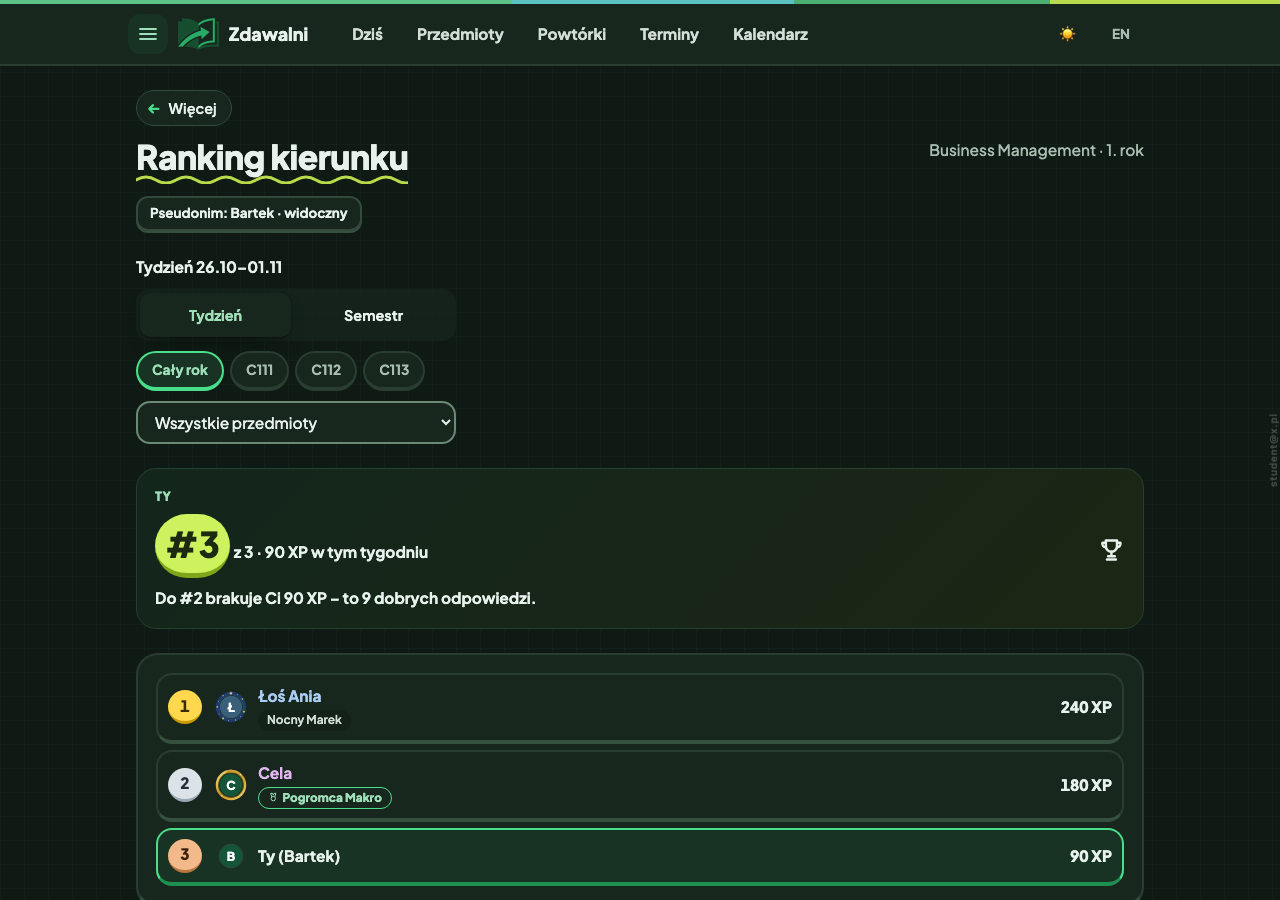 Zdawalni Dziś Przedmioty Powtórki Terminy Kalendarz EN
← Więcej
Ranking kierunku
Business Management · 1. rok
Pseudonim: Bartek · widoczny
Tydzień 26.10–01.11
Tydzień Semestr
Cały rok C111 C112 C113
Wszystkie przedmioty
student@x.pl
TY
#3 z 3 · 90 XP w tym tygodniu
Do #2 brakuje Ci 90 XP – to 9 dobrych odpowiedzi.
1 Ł Łoś Ania 240 XP
Nocny Marek
2 C Cela 180 XP
Pogromca Makro
3 B Ty (Bartek) 90 XP